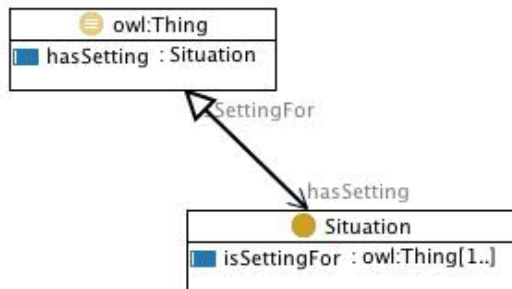 owl:Thing
hasSetting : Situation
SettingFor
hasSetting
Situation
isSettingFor : owl:Thing[1..]